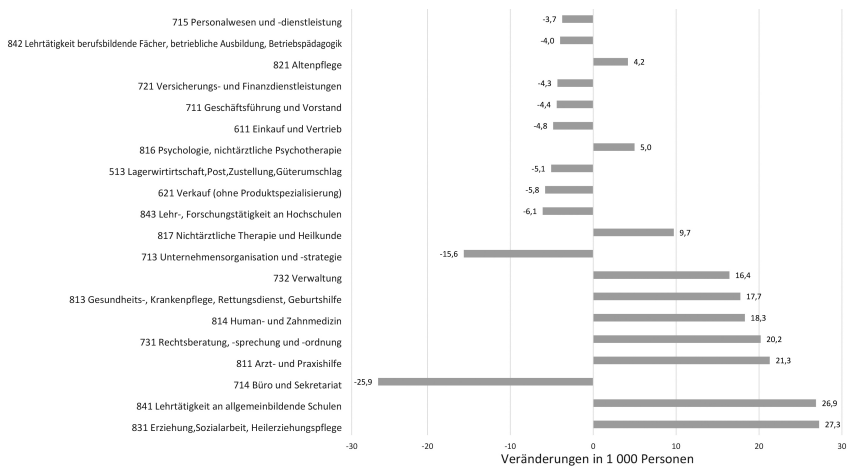 715 Personalwesen und -dienstleistung -3,7
842 Lehrtätigkeit berufsbildende Fächer, betriebliche Ausbildung, Betriebspädagogik -4,0
821 Altenpflege 4,2
721 Versicherungs- und Finanzdienstleistungen -4,3
711 Geschäftsführung und Vorstand -4,4
611 Einkauf und Vertrieb -4,8
816 Psychologie, nichtärztliche Psychotherapie 5,0
513 Lagerwirtirtschaft,Post,Zustellung,Güterumschlag -5,1
621 Verkauf (ohne Produktspezialisierung) -5,8
843 Lehr-, Forschungstätigkeit an Hochschulen -6,1
817 Nichtärztliche Therapie und Heilkunde 9,7
713 Unternehmensorganisation und -strategie -15,6
732 Verwaltung 16,4
813 Gesundheits-, Krankenpflege, Rettungsdienst, Geburtshilfe 17,7
814 Human- und Zahnmedizin 18,3
731 Rechtsberatung, -sprechung und -ordnung 20,2
811 Arzt- und Praxishilfe 21,3
714 Büro und Sekretariat -25,9
841 Lehrtätigkeit an allgemeinbildende Schulen 26,9
831 Erziehung,Sozialarbeit, Heilerziehungspflege 27,3
-30 -20 -10 0 10 20 30
Veränderungen in 1 000 Personen